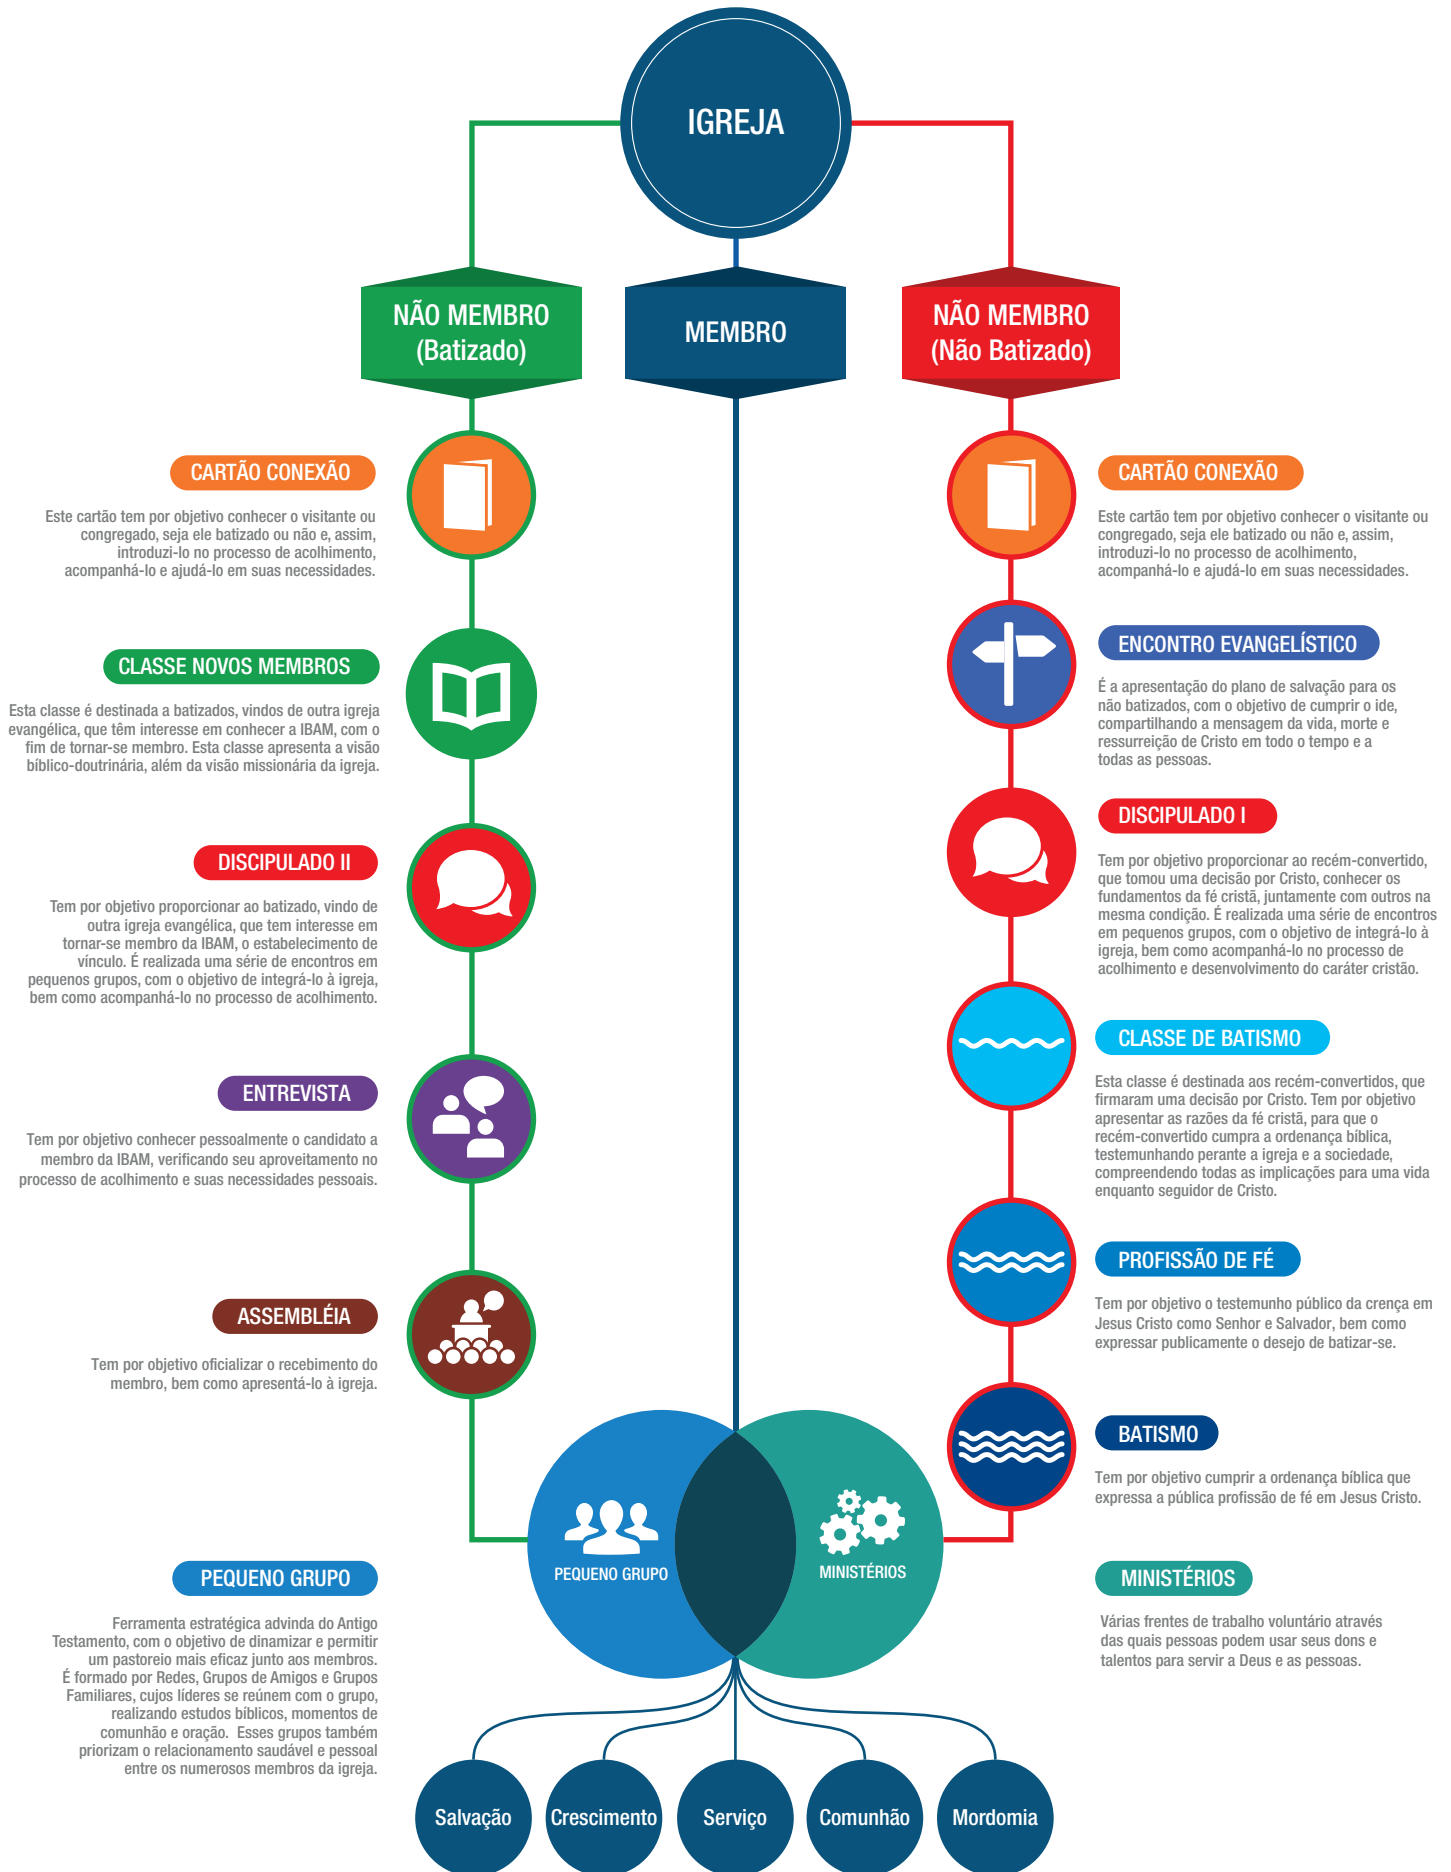 IGREJA
NÃO MEMBRO
(Batizado)
MEMBRO
NÃO MEMBRO
(Não Batizado)
CARTÃO CONEXÃO
Este cartão tem por objetivo conhecer o visitante ou
congregado, seja ele batizado ou não e, assim,
introduzi-lo no processo de acolhimento,
acompanhá-lo e ajudá-lo em suas necessidades.
CLASSE NOVOS MEMBROS
Esta classe é destinada a batizados, vindos de outra igreja
evangélica, que têm interesse em conhecer a IBAM, com o
fim de tornar-se membro. Esta classe apresenta a visão
bíblico-doutrinária, além da visão missionária da igreja.
DISCIPULADO II
Tem por objetivo proporcionar ao batizado, vindo de
outra igreja evangélica, que tem interesse em
tornar-se membro da IBAM, o estabelecimento de
vínculo. É realizada uma série de encontros em
pequenos grupos, com o objetivo de integrá-lo à igreja,
bem como acompanhá-lo no processo de acolhimento.
ENTREVISTA
Tem por objetivo conhecer pessoalmente o candidato a
membro da IBAM, verificando seu aproveitamento no
processo de acolhimento e suas necessidades pessoais.
ASSEMBLÉIA
Tem por objetivo oficializar o recebimento do
membro, bem como apresentá-lo à igreja.
CARTÃO CONEXÃO
Este cartão tem por objetivo conhecer o visitante ou
congregado, seja ele batizado ou não e, assim,
introduzi-lo no processo de acolhimento,
acompanhá-lo e ajudá-lo em suas necessidades.
ENCONTRO EVANGELÍSTICO
É a apresentação do plano de salvação para os
não batizados, com o objetivo de cumprir o ide,
compartilhando a mensagem da vida, morte e
ressurreição de Cristo em todo o tempo e a
todas as pessoas.
DISCIPULADO I
Tem por objetivo proporcionar ao recém-convertido,
que tomou uma decisão por Cristo, conhecer os
fundamentos da fé cristã, juntamente com outros na
mesma condição. É realizada uma série de encontros
em pequenos grupos, com o objetivo de integrá-lo à
igreja, bem como acompanhá-lo no processo de
acolhimento e desenvolvimento do caráter cristão.
CLASSE DE BATISMO
Esta classe é destinada aos recém-convertidos, que
firmaram uma decisão por Cristo. Tem por objetivo
apresentar as razões da fé cristã, para que o
recém-convertido cumpra a ordenança bíblica,
testemunhando perante a igreja e a sociedade,
compreendendo todas as implicações para uma vida
enquanto seguidor de Cristo.
PROFISSÃO DE FÉ
Tem por objetivo o testemunho público da crença em
Jesus Cristo como Senhor e Salvador, bem como
expressar publicamente o desejo de batizar-se.
BATISMO
Tem por objetivo cumprir a ordenança bíblica que
expressa a pública profissão de fé em Jesus Cristo.
PEQUENO GRUPO
MINISTÉRIOS
PEQUENO GRUPO
Ferramenta estratégica advinda do Antigo
Testamento, com o objetivo de dinamizar e permitir
um pastoreio mais eficaz junto aos membros.
É formado por Redes, Grupos de Amigos e Grupos
Familiares, cujos líderes se reúnem com o grupo,
realizando estudos bíblicos, momentos de
comunhão e oração. Esses grupos também
priorizam o relacionamento saudável e pessoal
entre os numerosos membros da igreja.
MINISTÉRIOS
Várias frentes de trabalho voluntário através
das quais pessoas podem usar seus dons e
talentos para servir a Deus e as pessoas.
Salvação
Crescimento
Serviço
Comunhão
Mordomia